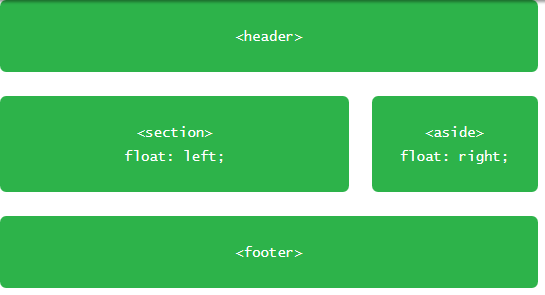 <header>
<section>
float: left;
<aside>
float: right;
<footer>